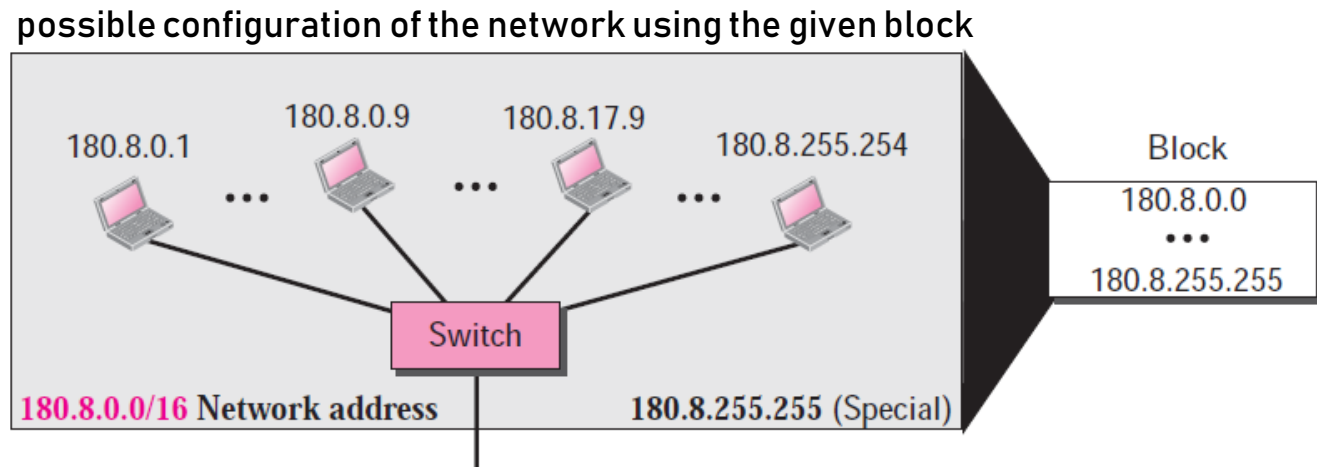 possible configuration of the network using the given block
180.8.0.1
180.8.0.9
180.8.17.9
180.8.255.254
Switch
180.8.0.0/16 Network address
180.8.255.255 (Special)
Block
180.8.0.0
•••
180.8.255.255